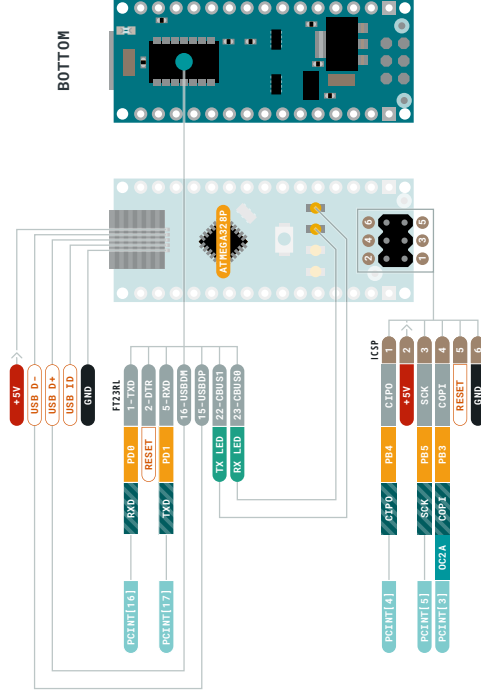 BOTTOM
ATMEGA328P
6
4
2
5
3
1
+5V
USB D-
USB D+
USB ID
GND
FT23RL
1-TXD
PD0
RXD
PCINT[16]
2-DTR
RESET
5-RXD
PD1
TXD
PCINT[17]
16-USBDM
15-USBDP
22-CBUS1
TX LED
23-CBUS0
RX LED
ICSP
1
CIPO
PB4
CIPO
PCINT[4]
2
+5V
3
SCK
PB5
SCK
PCINT[5]
4
COPI
PB3
COPI
OC2A
PCINT[3]
5
RESET
6
GND